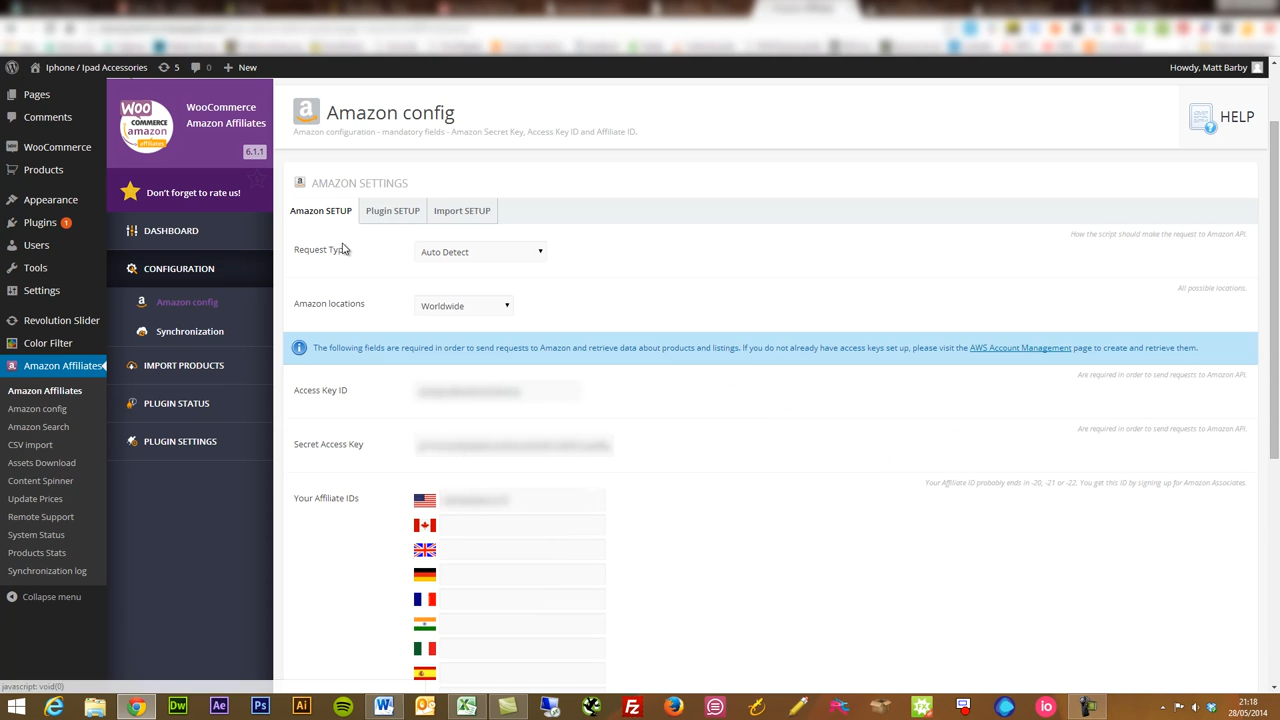 Iphone / Ipad Accessories
5
0
+ New
Howdy, Matt Barby
Pages
Comments
WooCommerce
Products
Appearance
Plugins 1
Users
Tools
Settings
Revolution Slider
Color Filter
Amazon Affiliates
Amazon Affiliates
Amazon config
Amazon Search
CSV import
Assets Download
Content Spinner
Update Prices
Remote Support
System Status
Products Stats
Synchronization log
Collapse menu
WOO
COMMERCE
amazon
affiliates
WooCommerce
Amazon Affiliates
6.1.1
Don't forget to rate us!
DASHBOARD
CONFIGURATION
Amazon config
Synchronization
IMPORT PRODUCTS
PLUGIN STATUS
PLUGIN SETTINGS
Amazon config
Amazon configuration - mandatory fields - Amazon Secret Key, Access Key ID and Affiliate ID.
HELP
AMAZON SETTINGS
Amazon SETUP
Plugin SETUP
Import SETUP
How the script should make the request to Amazon API.
Request Typ
Auto Detect
All possible locations.
Amazon locations
Worldwide
The following fields are required in order to send requests to Amazon and retrieve data about products and listings. If you do not already have access keys set up, please visit the AWS Account Management page to create and retrieve them.
Are required in order to send requests to Amazon API.
Access Key ID
Are required in order to send requests to Amazon API.
Secret Access Key
Your Affiliate ID probably ends in -20, -21 or -22. You get this ID by signing up for Amazon Associates.
Your Affiliate IDs
javascript: void(0)
Dw
Ae
Ps
Ai
Fz
io
21:18
28/05/2014